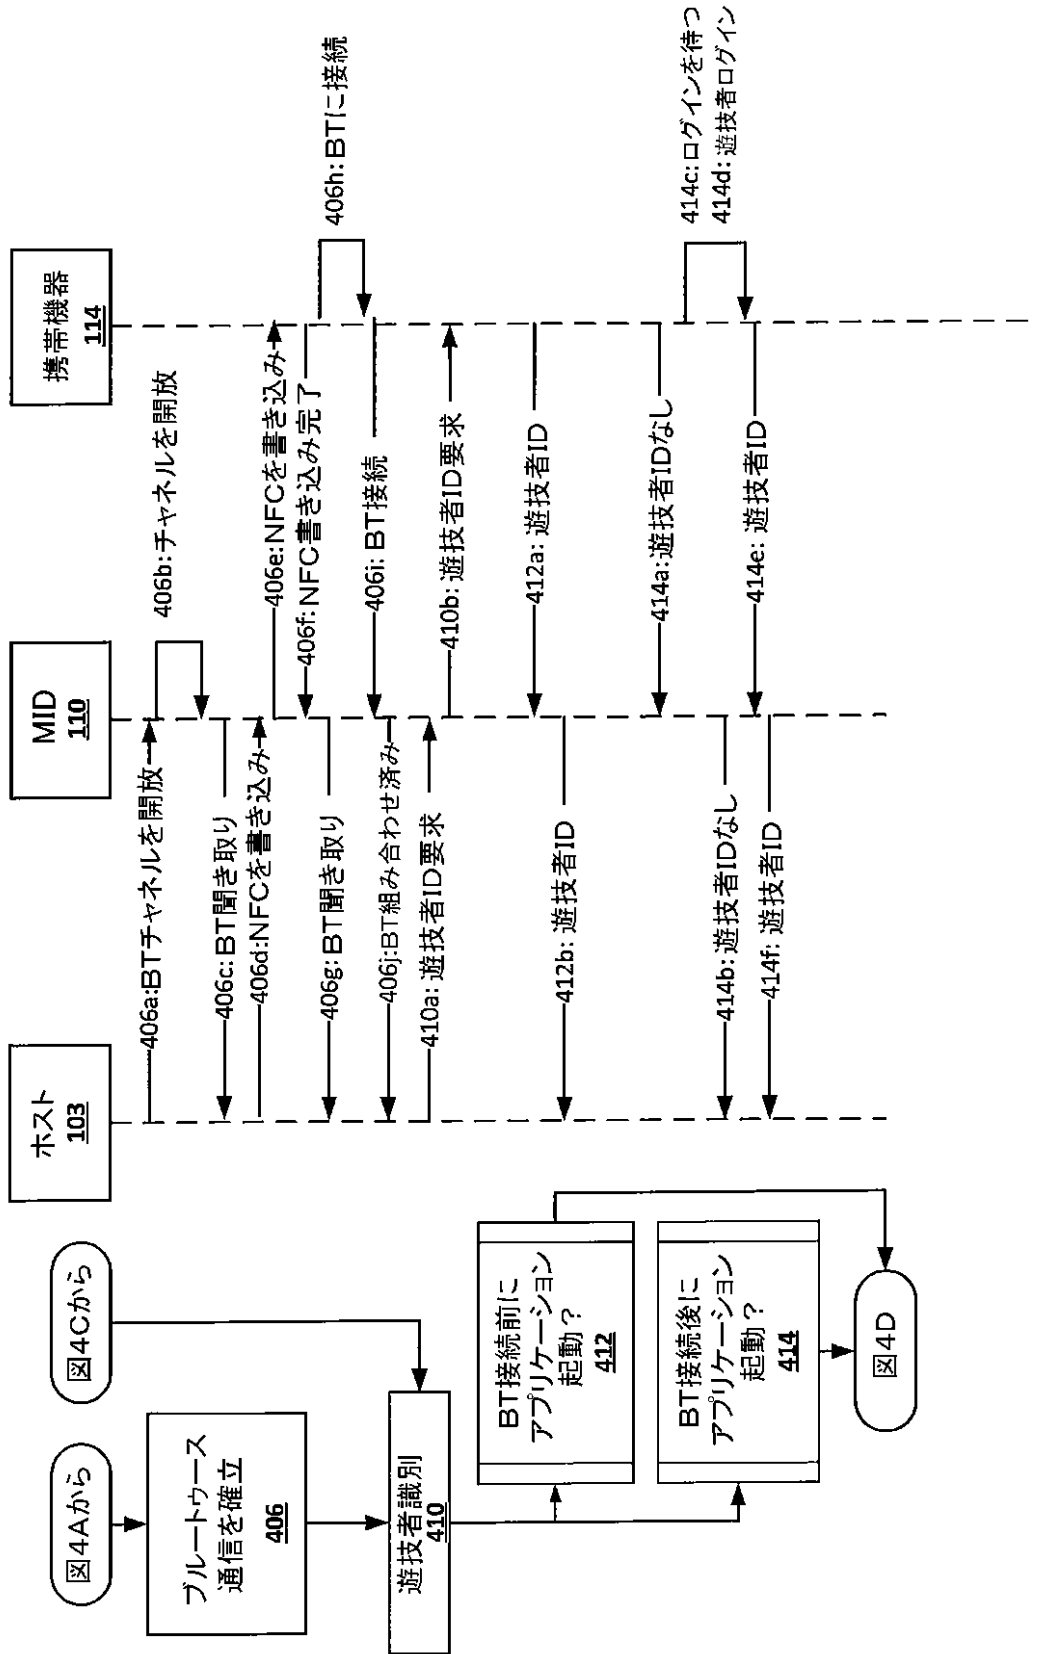 図4Aから
図4Cから
ブルートゥース
通信を確立
406
遊技者識別
410
BT接続前に
アプリケーション
起動？
412
BT接続後に
アプリケーション
起動？
414
図4D
ホスト
103
MID
110
携帯機器
114
406a:BTチャネルを開放
406b:チャネルを開放
406c: BT聞き取り
406d:NFCを書き込み
406e:NFCを書き込み
406f:NFC書き込み完了
406g: BT聞き取り
406h: BTに接続
406i: BT接続
406j:BT組み合わせ済み
410a: 遊技者ID要求
410b: 遊技者ID要求
412a: 遊技者ID
412b: 遊技者ID
414a:遊技者IDなし
414b: 遊技者IDなし
414c:ログインを待つ
414d: 遊技者ログイン
414e: 遊技者ID
414f: 遊技者ID